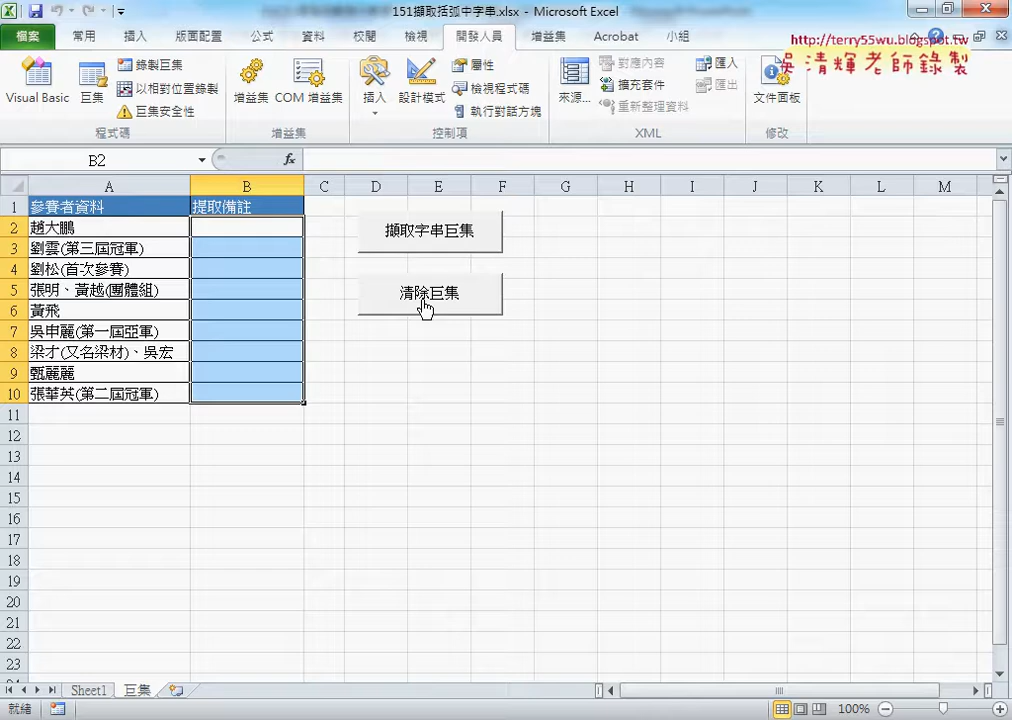 151擷取括弧中字串.xlsx - Microsoft Excel
http://terry55wu.blogspot.tw
吳清輝老師錄製
檔案 常用 插入 版面配置 公式 資料 校閱 檢視 開發人員 增益集 Acrobat 小組
Visual Basic 巨集 錄製巨集 以相對位置錄製 巨集安全性
增益集 COM 增益集
插入 設計模式 屬性 檢視程式碼 執行對話方塊
來源... 對應內容 擴充套件 重新整理資料 匯入 匯出
文件面板
程式碼 增益集 控制項 XML 修改
B2 fx
A B C D E F G H I J K L M
1 參賽者資料 提取備註
2 趙大鵬
3 劉雲(第三屆冠軍)
4 劉松(首次參賽)
5 張明、黃越(團體組)
6 黃飛
7 吳申麗(第一屆亞軍)
8 梁才(又名梁材)、吳宏
9 甄麗麗
10 張華英(第二屆冠軍)
擷取字串巨集
清除巨集
11
12
13
14
15
16
17
18
19
20
21
22
23
Sheet1 巨集
就緒 100%